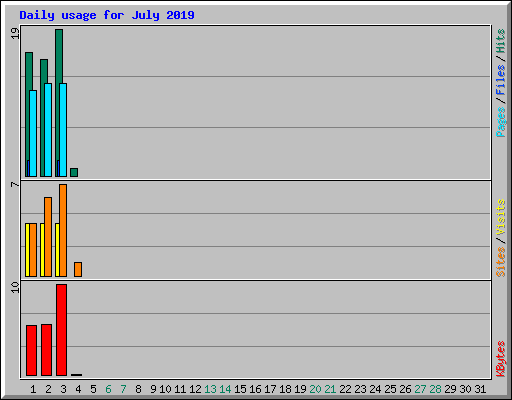 Daily usage for July 2019
19
Pages / Files / Hits
7
Sites / Visits
10
KBytes
1 2 3 4 5 6 7 8 9 10 11 12 13 14 15 16 17 18 19 20 21 22 23 24 25 26 27 28 29 30 31